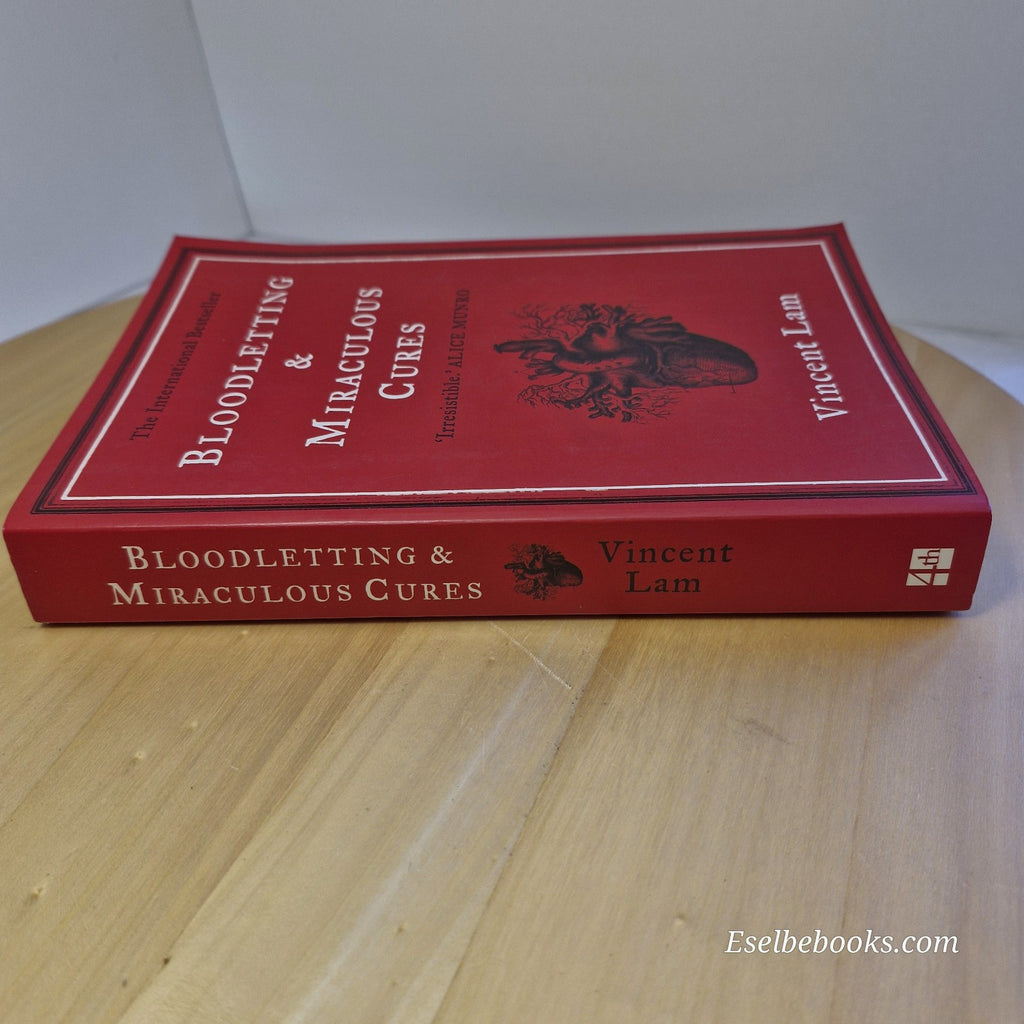 The International Bestseller
BLOODLETTING
&
MIRACULOUS
CURES
'Irresistible.' ALICE MUNRO
Vincent Lam
BLOODLETTING &
MIRACULOUS CURES
Vincent
Lam
4th
Eselbebooks.com